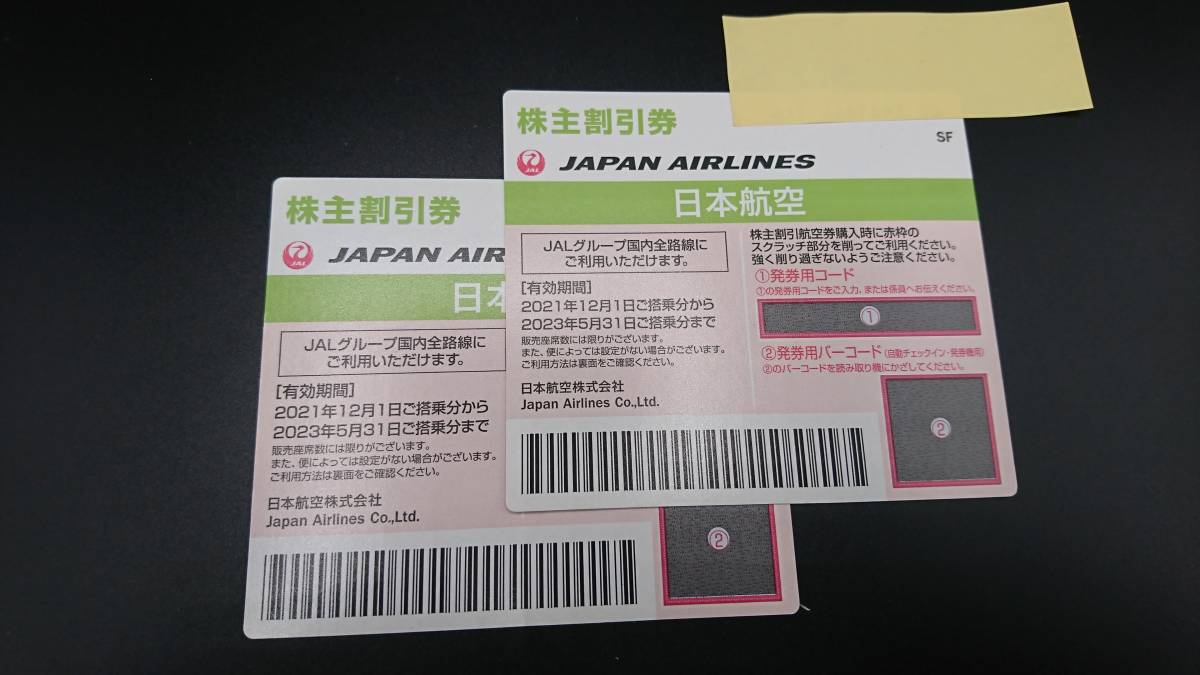 株主割引券
SF
JAL
JAPAN AIRLINES
日本航空
JALグループ国内全路線に
ご利用いただけます。
[有効期間]
2021年12月1日ご搭乗分から
2023年5月31日ご搭乗分まで
販売座席数には限りがございます。
また、便によっては設定がない場合がございます。
ご利用方法は裏面をご確認ください。
日本航空株式会社
Japan Airlines Co.,Ltd.
株主割引航空券購入時に赤枠の
スクラッチ部分を削ってご利用ください。
強く削り過ぎないようご注意ください。
①発券用コード
①の発券用コードをご入力、または係員へお伝えください。
①
②発券用バーコード(自動チェックイン・発券機用)
②のバーコードを読み取り機にかざしてください。
②
株主割引券
JAL
JAPAN AIR
日本
JALグループ国内全路線に
ご利用いただけます。
[有効期間]
2021年12月1日ご搭乗分から
2023年5月31日ご搭乗分まで
販売座席数には限りがございます。
また、便によっては設定がない場合がございます。
ご利用方法は裏面をご確認ください。
日本航空株式会社
Japan Airlines Co.,Ltd.
②